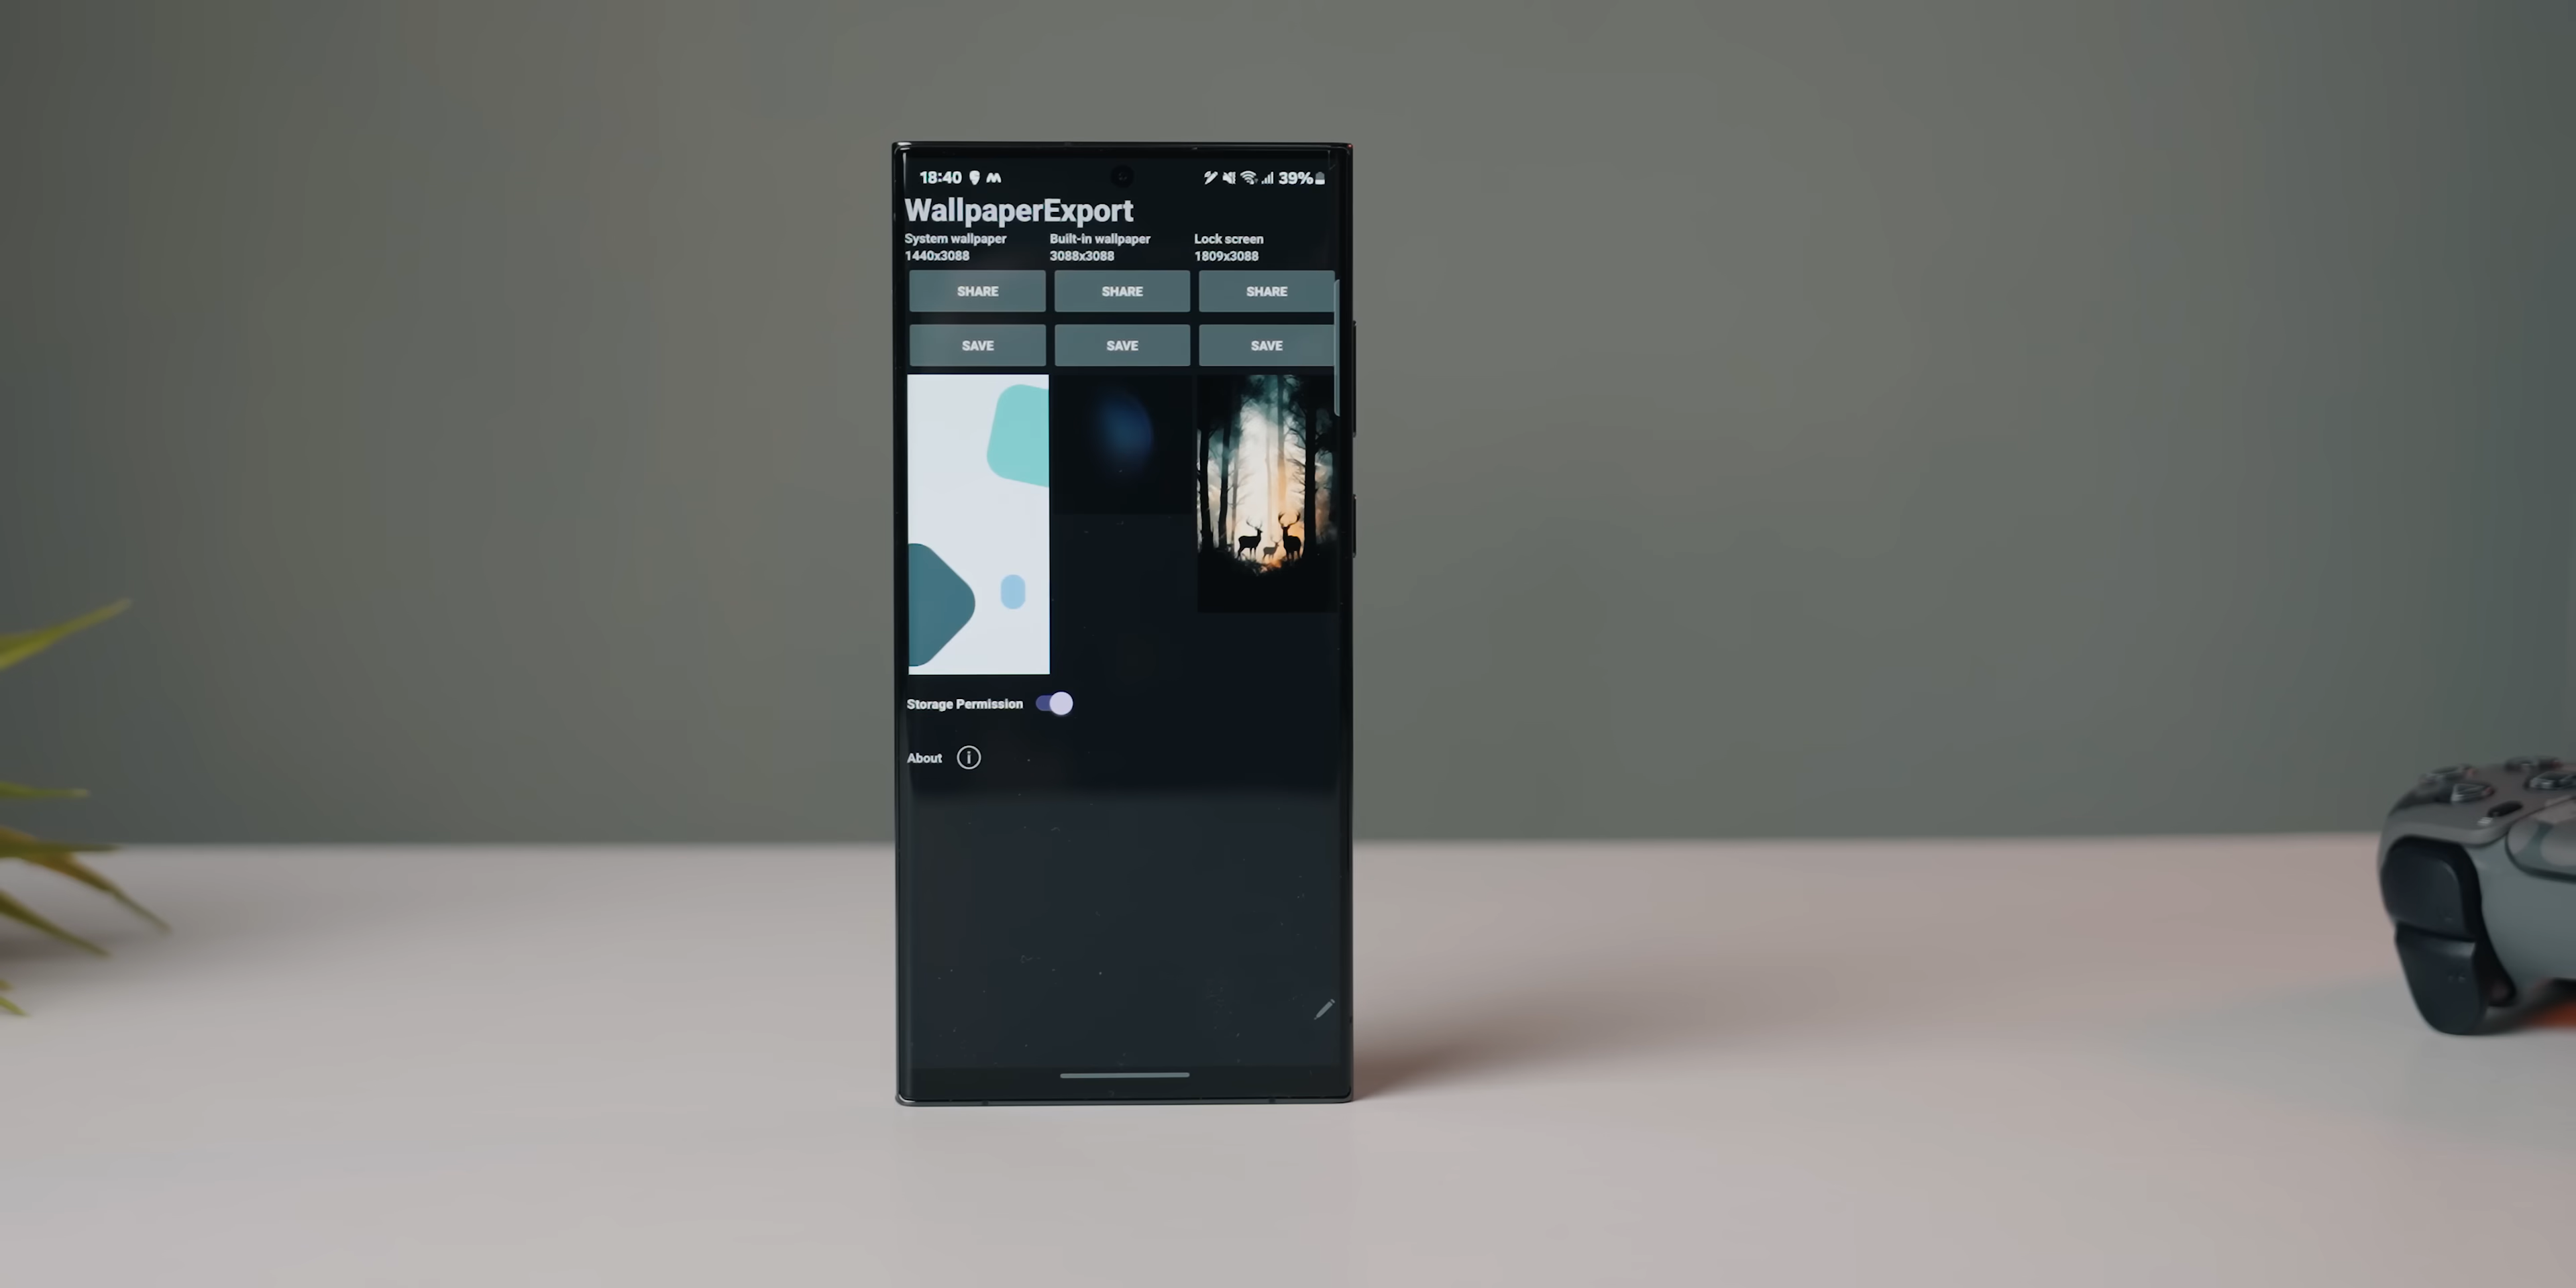 18:40 39%
WallpaperExport
System wallpaper Built-in wallpaper Lock screen
1440x3088 3088x3088 1809x3088
SHARE SHARE SHARE
SAVE SAVE SAVE
Storage Permission
About